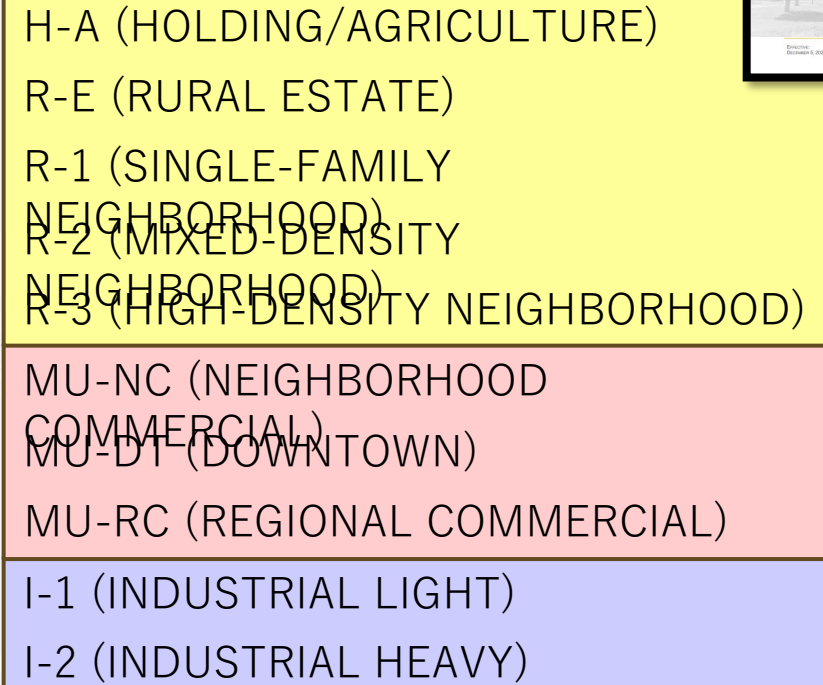 H-A (HOLDING/AGRICULTURE)
R-E (RURAL ESTATE)
R-1 (SINGLE-FAMILY
NEIGHBORHOOD)
R-2 (MIXED-DENSITY
NEIGHBORHOOD)
R-3 (HIGH-DENSITY NEIGHBORHOOD)
MU-NC (NEIGHBORHOOD
COMMERCIAL)
MU-DT (DOWNTOWN)
MU-RC (REGIONAL COMMERCIAL)
I-1 (INDUSTRIAL LIGHT)
I-2 (INDUSTRIAL HEAVY)